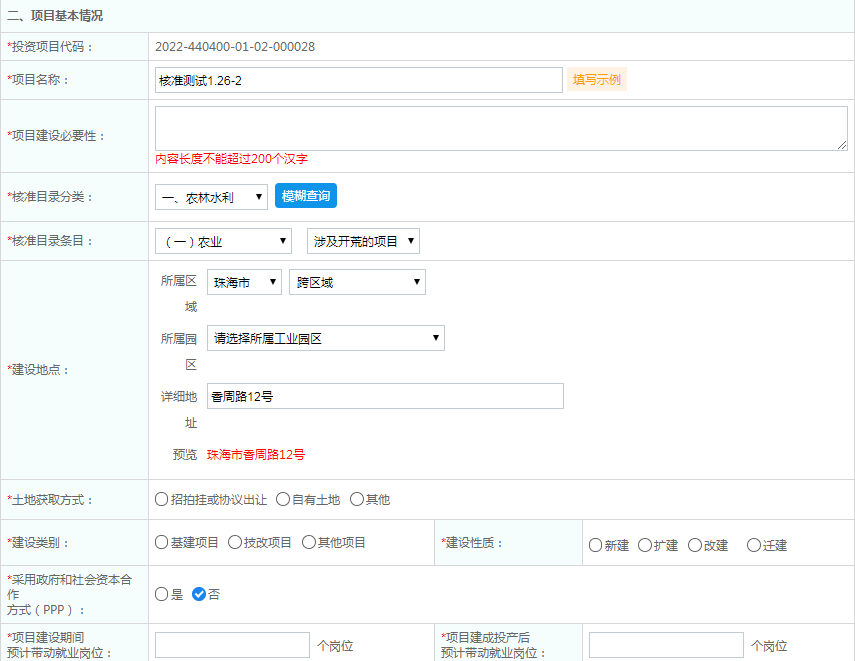 二、项目基本情况
*投资项目代码： 2022-440400-01-02-000028
*项目名称： 核准测试1.26-2 填写示例
*项目建设必要性：
内容长度不能超过200个汉字
*核准目录分类： 一、农林水利 模糊查询
*核准目录条目： （一）农业 涉及开荒的项目
*建设地点：
所属区域 珠海市 跨区域
所属园区 请选择所属工业园区
详细地址 香周路12号
预览 珠海市香周路12号
*土地获取方式： 招拍挂或协议出让 自有土地 其他
*建设类别： 基建项目 技改项目 其他项目 *建设性质： 新建 扩建 改建 迁建
*采用政府和社会资本合作
方式（PPP）： 是 否
*项目建设期间
预计带动就业岗位： 个岗位
*项目建成投产后
预计带动就业岗位： 个岗位